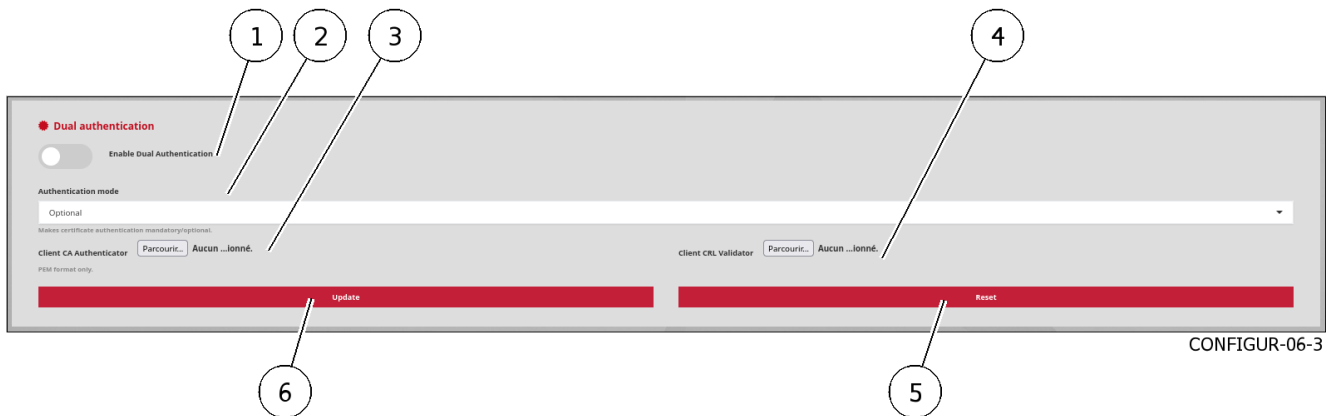 1 2 3 4
Dual authentication
Enable Dual Authentication
Authentication mode
Optional
Makes certificate authentication mandatory/optional.
Client CA Authenticator Parcourir... Aucun ...ionné. Client CRL Validator Parcourir... Aucun ...ionné.
PEM format only.
Update Reset
CONFIGUR-06-3
6 5